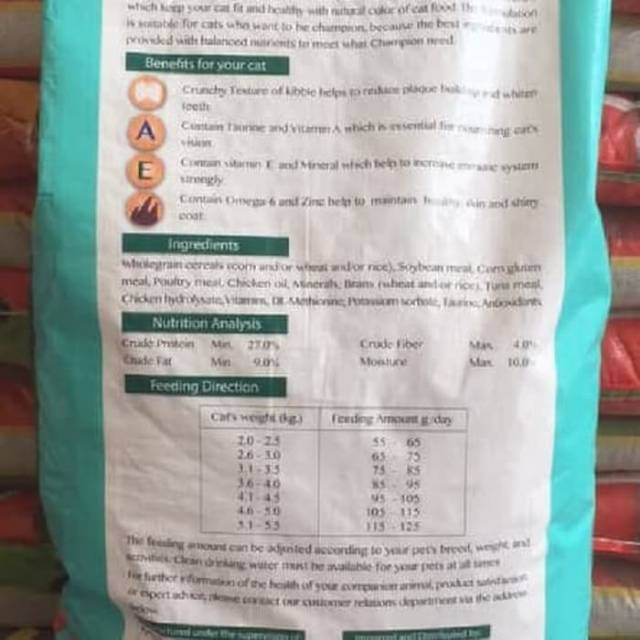 which keep your cat fit and healthy with natural color of cat food. The formulation
is suitable for cats who want to be champion, because the best ingredients are
provided with balanced nutrients to meet what Champion need.
Benefits for your cat
Crunchy Texture of kibble helps to reduce plaque buildup and whiten
teeth.
A
Contain Taurine and Vitamin A which is essential for nourishing cat's
vision.
E
Contain vitamin E and Mineral which help to increase immune system
strongly.
Contain Omega 6 and Zinc help to maintain healthy skin and shiny
coat.
Ingredients
Wholegrain cereals (corn and/or wheat and/or rice), Soybean meal, Corn gluten
meal, Poultry meal, Chicken oil, Minerals, Brans (wheat and/or rice), Tuna meal,
Chicken hydrolysate, Vitamins, DL-Methionine, Potassium sorbate, Taurine, Antioxidants
Nutrition Analysis
Crude Protein Min. 27.0% Crude Fiber Max. 4.0%
Crude Fat Min. 9.0% Moisture Max. 10.0%
Feeding Direction
Cat's weight (kg.) Feeding Amount g/day
2.0 - 2.5 55 - 65
2.6 - 3.0 65 - 75
3.1 - 3.5 75 - 85
3.6 - 4.0 85 - 95
4.1 - 4.5 95 - 105
4.6 - 5.0 105 - 115
5.1 - 5.5 115 - 125
The feeding amount can be adjusted according to your pet's breed, weight, and
activities. Clean drinking water must be available for your pets at all times
For further information of the health of your companion animal, product satisfaction
or expert advice, please contact our customer relations department via the address
below.
under the supervision of